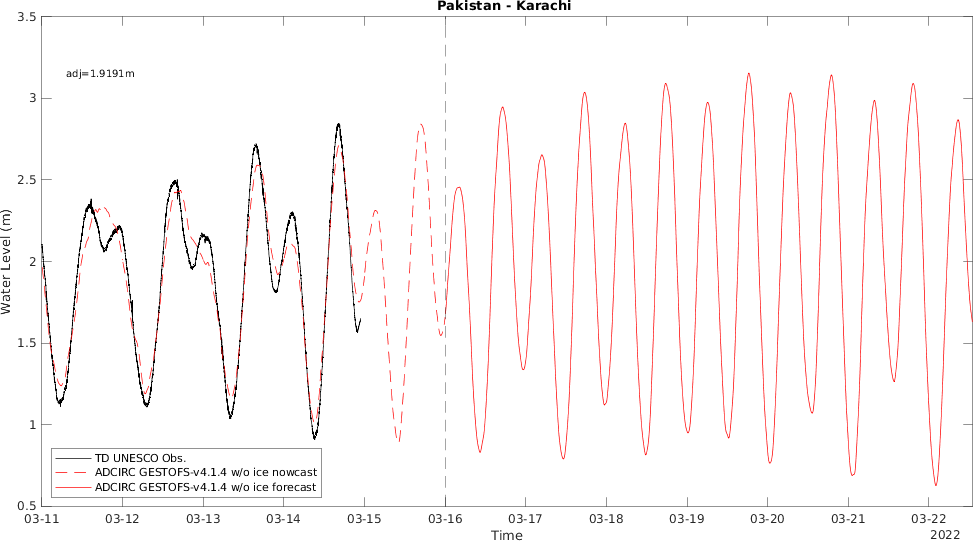 Pakistan - Karachi
3.5
3
2.5
2
1.5
1
0.5
Water Level (m)
adj=1.9191m
TD UNESCO Obs.
ADCIRC GESTOFS-v4.1.4 w/o ice nowcast
ADCIRC GESTOFS-v4.1.4 w/o ice forecast
03-11 03-12 03-13 03-14 03-15 03-16 03-17 03-18 03-19 03-20 03-21 03-22
2022
Time